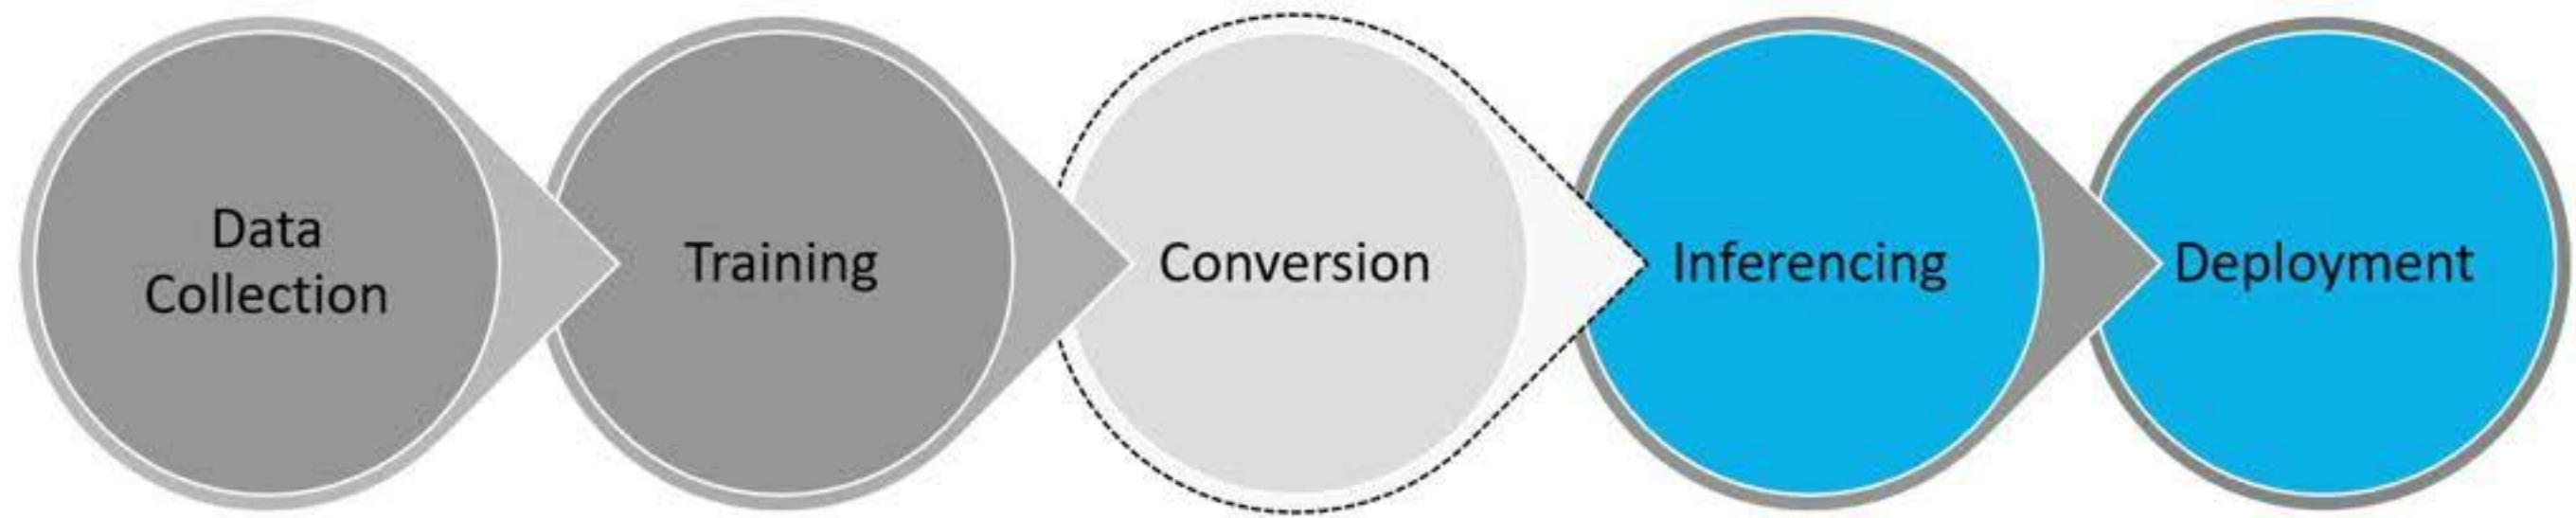 Data
Collection
Training
Conversion
Inferencing
Deployment